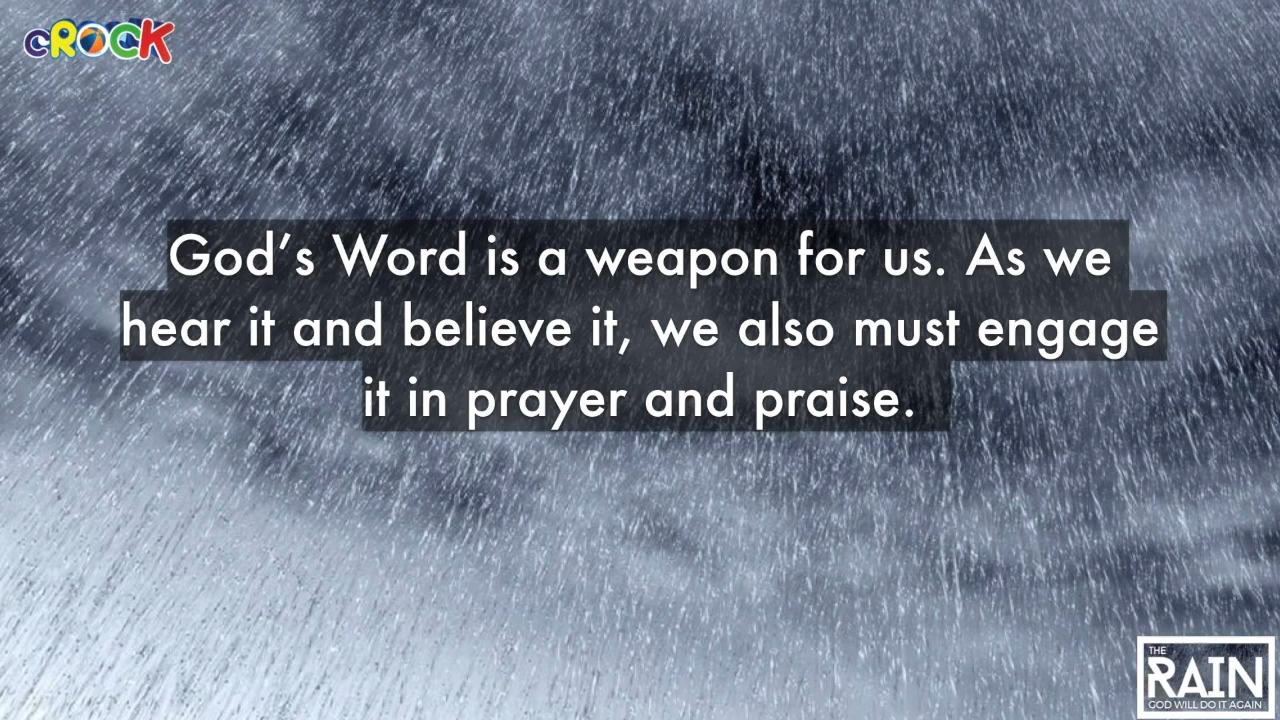 cROCK
God’s Word is a weapon for us. As we
hear it and believe it, we also must engage
it in prayer and praise.
THE
RAIN
GOD WILL DO IT AGAIN